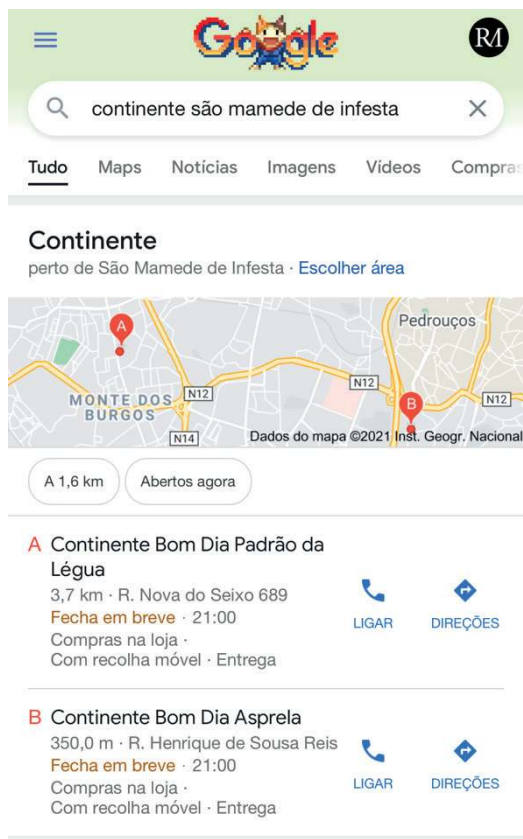 Google
RM
continente são mamede de infesta
Tudo Maps Notícias Imagens Vídeos Compras
Continente
perto de São Mamede de Infesta · Escolher área
A
Pedrouços
MONTE DOS
BURGOS
N12
N12
B
N12
N14
Dados do mapa ©2021 Inst. Geogr. Nacional
A 1,6 km
Abertos agora
A Continente Bom Dia Padrão da
Légua
3,7 km · R. Nova do Seixo 689
Fecha em breve · 21:00
Compras na loja ·
Com recolha móvel · Entrega
LIGAR
DIREÇÕES
B Continente Bom Dia Asprela
350,0 m · R. Henrique de Sousa Reis
Fecha em breve · 21:00
Compras na loja ·
Com recolha móvel · Entrega
LIGAR
DIREÇÕES